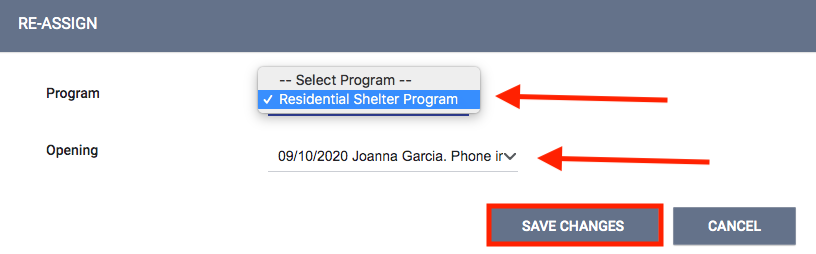 RE-ASSIGN
Program
-- Select Program --
✓ Residential Shelter Program
Opening
09/10/2020 Joanna Garcia. Phone ir
SAVE CHANGES
CANCEL